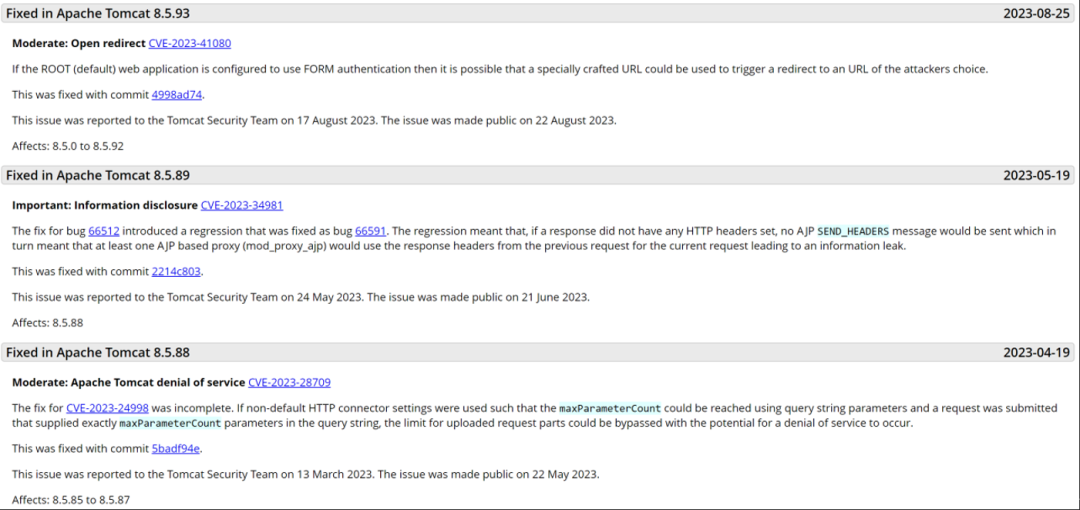 Fixed in Apache Tomcat 8.5.93 2023-08-25
Moderate: Open redirect CVE-2023-41080
If the ROOT (default) web application is configured to use FORM authentication then it is possible that a specially crafted URL could be used to trigger a redirect to an URL of the attackers choice.
This was fixed with commit 4998ad74.
This issue was reported to the Tomcat Security Team on 17 August 2023. The issue was made public on 22 August 2023.
Affects: 8.5.0 to 8.5.92
Fixed in Apache Tomcat 8.5.89 2023-05-19
Important: Information disclosure CVE-2023-34981
The fix for bug 66512 introduced a regression that was fixed as bug 66591. The regression meant that, if a response did not have any HTTP headers set, no AJP SEND_HEADERS message would be sent which in
turn meant that at least one AJP based proxy (mod_proxy_ajp) would use the response headers from the previous request for the current request leading to an information leak.
This was fixed with commit 2214c803.
This issue was reported to the Tomcat Security Team on 24 May 2023. The issue was made public on 21 June 2023.
Affects: 8.5.88
Fixed in Apache Tomcat 8.5.88 2023-04-19
Moderate: Apache Tomcat denial of service CVE-2023-28709
The fix for CVE-2023-24998 was incomplete. If non-default HTTP connector settings were used such that the maxParameterCount could be reached using query string parameters and a request was submitted
that supplied exactly maxParameterCount parameters in the query string, the limit for uploaded request parts could be bypassed with the potential for a denial of service to occur.
This was fixed with commit 5badf94e.
This issue was reported to the Tomcat Security Team on 13 March 2023. The issue was made public on 22 May 2023.
Affects: 8.5.85 to 8.5.87